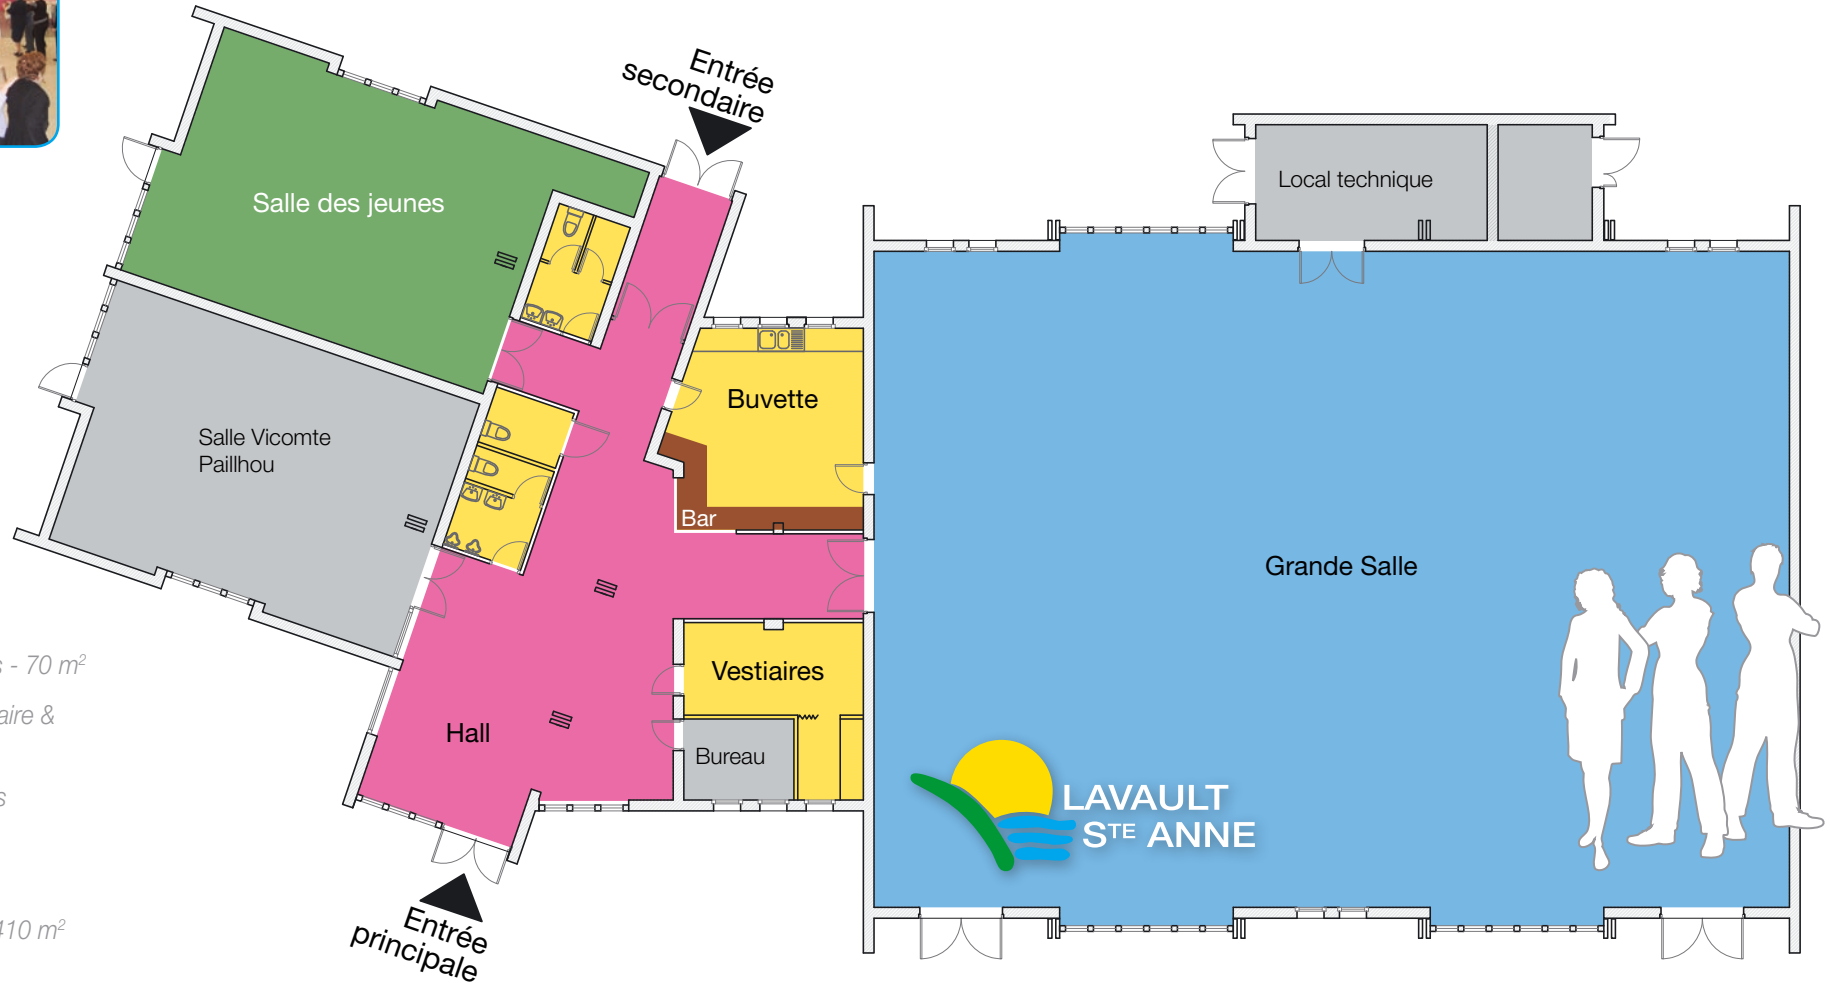 Entrée
secondaire
Salle des jeunes
Local technique
Buvette
Salle Vicomte
Paillhou
Bar
Grande Salle
- 70 m²
Vestiaires
aire &
Hall
Bureau
LAVAULT
STE ANNE
s
410 m²
Entrée
principale